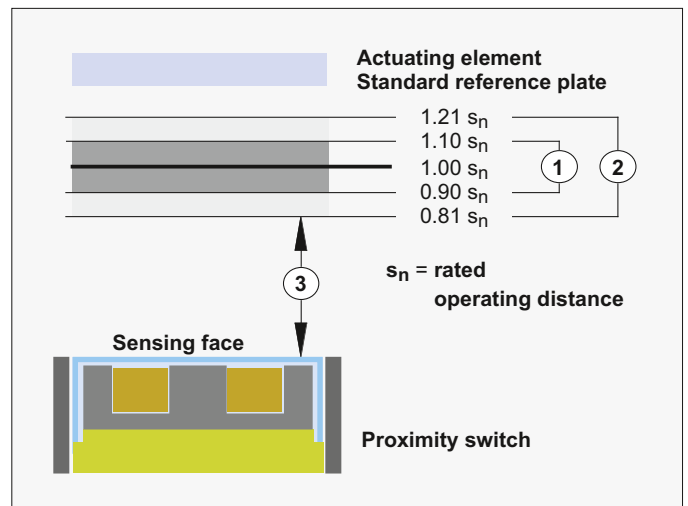 Actuating element
Standard reference plate
1.21 sn
1.10 sn
1.00 sn
0.90 sn
0.81 sn
1
2
3
sn = rated
operating distance
Sensing face
Proximity switch